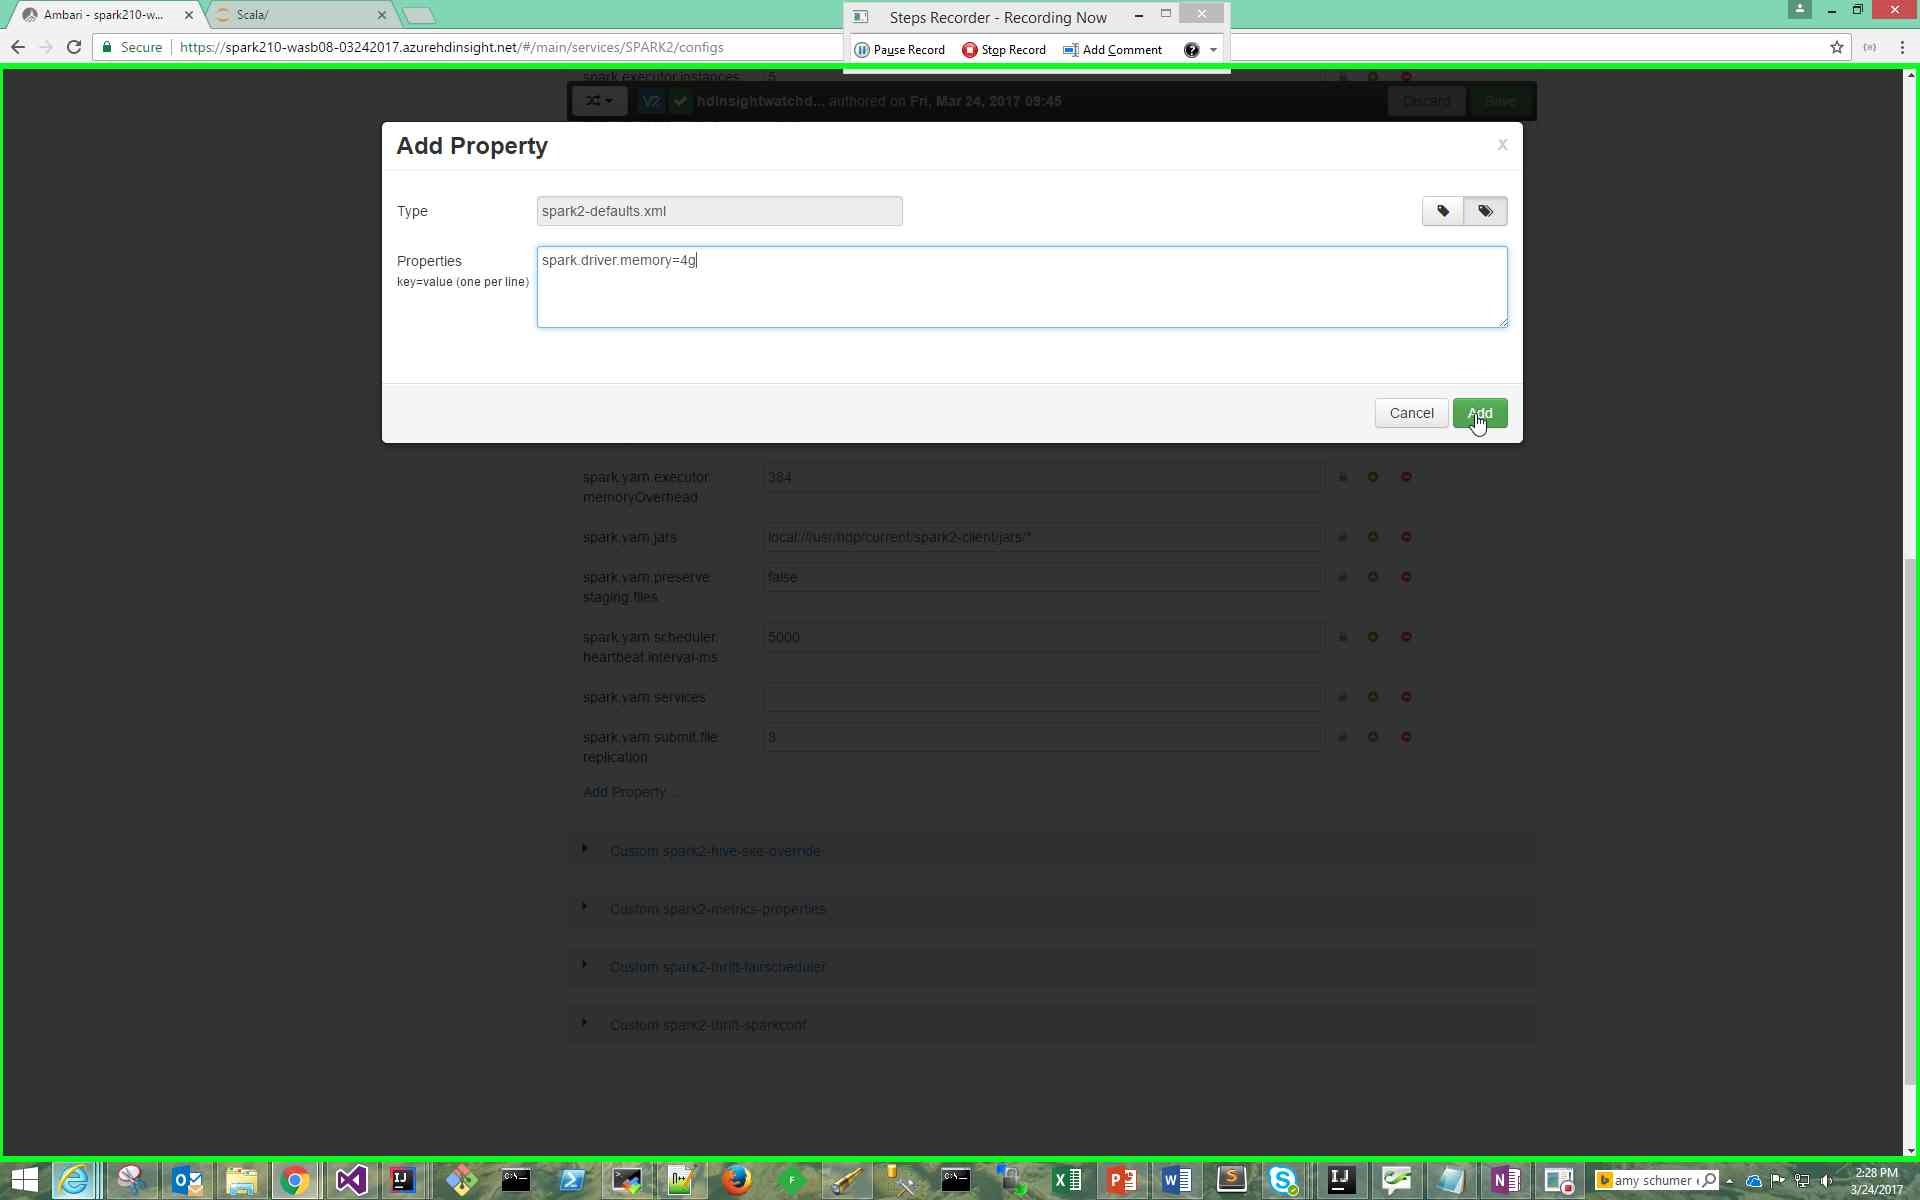 Ambari - spark210-w...
Scala/
Steps Recorder - Recording Now
Secure
https://spark210-wasb08-03242017.azurehdinsight.net/#/main/services/SPARK2/configs
Pause Record
Stop Record
Add Comment
spark.executor.instances
5
V2
hdinsightwatchd... authored on Fri, Mar 24, 2017 09:45
Discard
Save
Add Property
X
Type
spark2-defaults.xml
Properties
key=value (one per line)
spark.driver.memory=4g
Cancel
Add
spark.yarn.executor.
memoryOverhead
384
spark.yarn.jars
local:///usr/hdp/current/spark2-client/jars/*
spark.yarn.preserve.
staging.files
false
spark.yarn.scheduler.
heartbeat.interval-ms
5000
spark.yarn.services
spark.yarn.submit.file.
replication
3
Add Property ...
Custom spark2-hive-site-override
Custom spark2-metrics-properties
Custom spark2-thrift-fairscheduler
Custom spark2-thrift-sparkconf
amy schumer
2:28 PM
3/24/2017